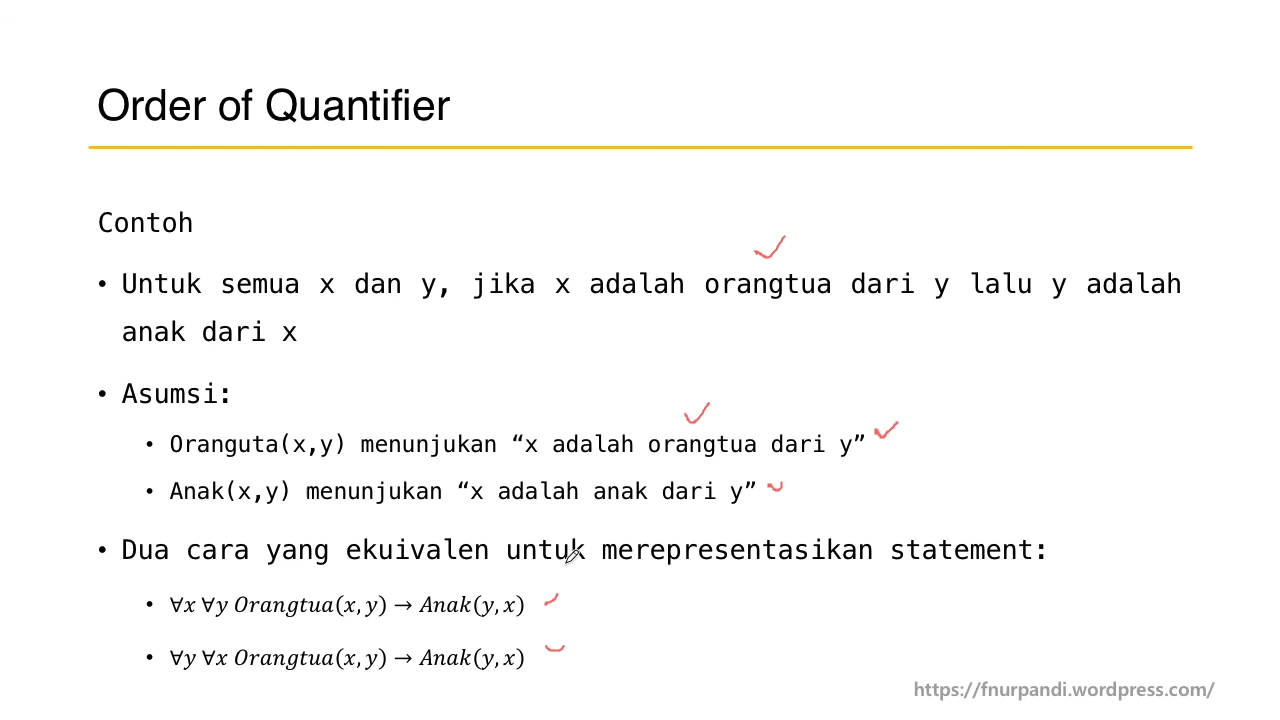 Order of Quantifier
Contoh
• Untuk semua x dan y, jika x adalah orangtua dari y lalu y adalah
anak dari x
• Asumsi:
• Oranguta(x,y) menunjukan “x adalah orangtua dari y”
• Anak(x,y) menunjukan “x adalah anak dari y”
• Dua cara yang ekuivalen untuk merepresentasikan statement:
• ∀x ∀y Orangtua(x, y) → Anak(y, x)
• ∀y ∀x Orangtua(x, y) → Anak(y, x)
https://fnurpandi.wordpress.com/